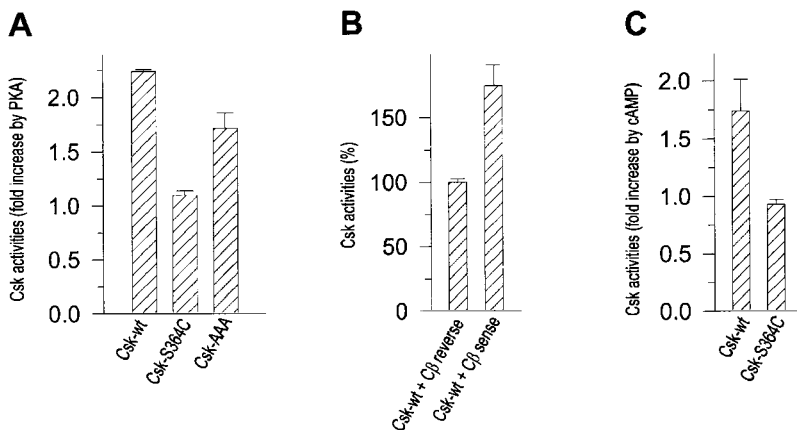 A
Csk activities (fold increase by PKA)
2.0
1.5
1.0
0.5
0.0
Csk-wt
Csk-S364C
Csk-AAA
B
Csk activities (%)
150
100
50
0
Csk-wt + Cβ reverse
Csk-wt + Cβ sense
C
Csk activities (fold increase by cAMP)
2.0
1.5
1.0
0.5
0.0
Csk-wt
Csk-S364C